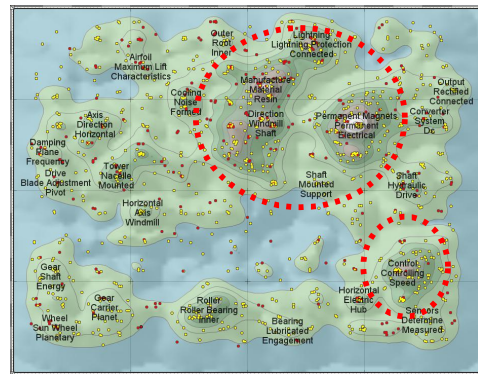 Outer
Root
Inner
Lightning
Lightning Protection
Connected
Airfoil
Maximum Lift
Characteristics
Manufacture
Material
Resin
Cooling
Noise
Formed
Output
Rectified
Connected
Axis
Direction
Horizontal
Direction
Windmill
Shaft
Permanent Magnets
Permanent
Electrical
Converter
System
Dc
Damping
Plane
Frequency
Drive
Blade Adjustment
Pivot
Tower
Nacelle
Mounted
Shaft
Mounted
Support
Shaft
Hydraulic
Drive
Horizontal
Axis
Windmill
Gear
Shaft
Energy
Control
Controlling
Speed
Gear
Carrier
Planet
Roller
Roller Bearing
Inner
Horizontal
Electric
Hub
Wheel
Sun Wheel
Planetary
Bearing
Lubricated
Engagement
Sensors
Determine
Measured